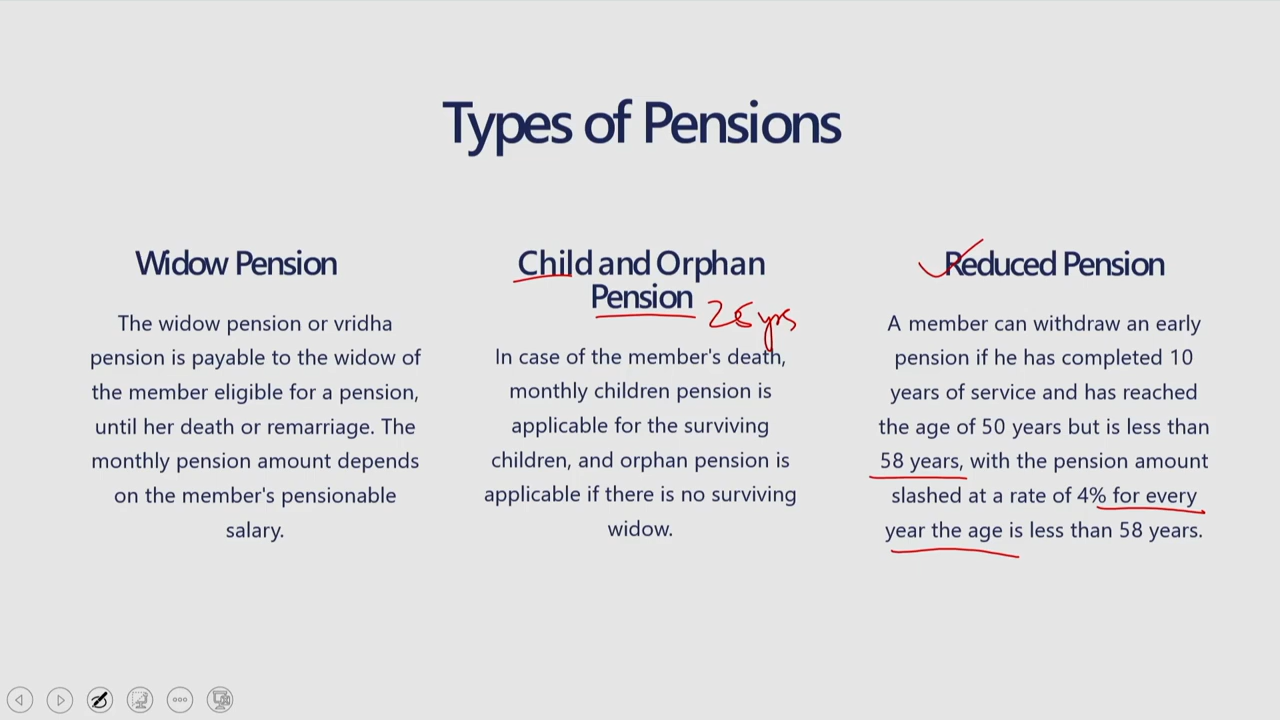 Types of Pensions
Widow Pension
The widow pension or vridha
pension is payable to the widow of
the member eligible for a pension,
until her death or remarriage. The
monthly pension amount depends
on the member's pensionable
salary.
Child and Orphan
Pension
25 yrs
In case of the member's death,
monthly children pension is
applicable for the surviving
children, and orphan pension is
applicable if there is no surviving
widow.
Reduced Pension
A member can withdraw an early
pension if he has completed 10
years of service and has reached
the age of 50 years but is less than
58 years, with the pension amount
slashed at a rate of 4% for every
year the age is less than 58 years.